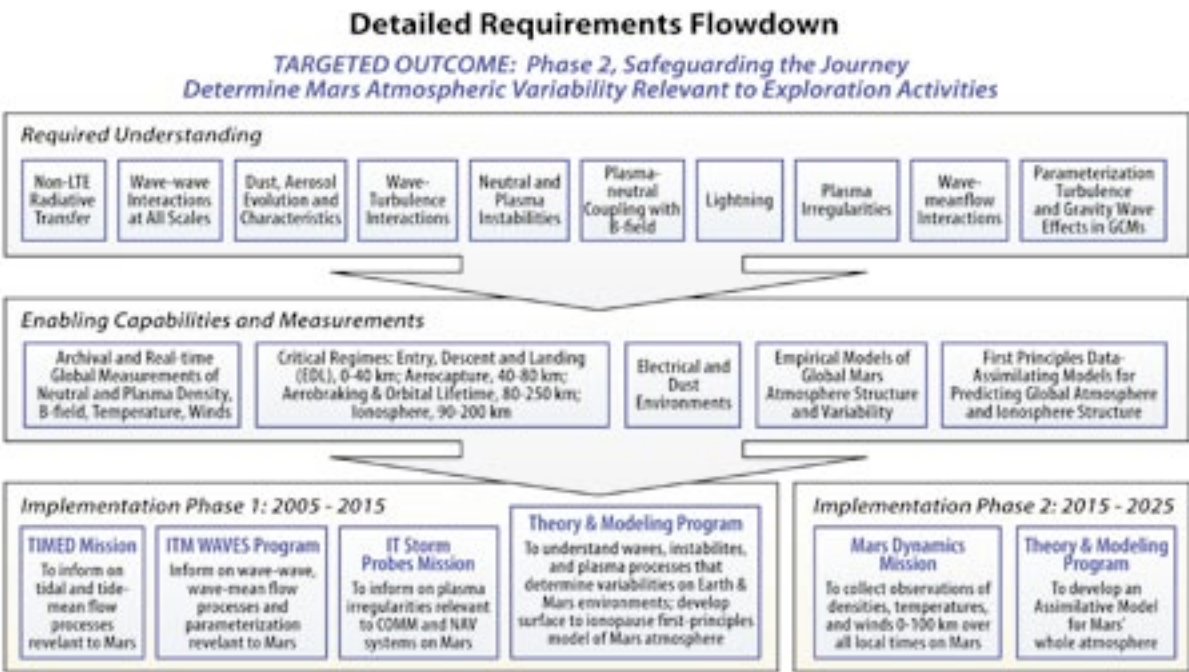 Detailed Requirements Flowdown
TARGETED OUTCOME: Phase 2, Safeguarding the Journey
Determine Mars Atmospheric Variability Relevant to Exploration Activities
Required Understanding
Non-LTE
Radiative
Transfer
Wave-wave
Interactions
at All Scales
Dust, Aerosol
Evolution and
Characteristics
Wave-
Turbulence
Interactions
Neutral and
Plasma
Instabilities
Plasma-
neutral
Coupling with
B-field
Lightning
Plasma
Irregularities
Wave-
meanflow
Interactions
Parameterization
Turbulence
and Gravity Wave
Effects in GCMs
Enabling Capabilities and Measurements
Archival and Real-time
Global Measurements of
Neutral and Plasma Density,
B-field, Temperature, Winds
Critical Regimes: Entry, Descent and Landing
(EDL), 0-40 km; Aerocapture, 40-80 km;
Aerobraking & Orbital Lifetime, 80-250 km;
Ionosphere, 90-200 km
Electrical and
Dust
Environments
Empirical Models of
Global Mars
Atmosphere Structure
and Variability
First Principles Data-
Assimilating Models for
Predicting Global Atmosphere
and Ionosphere Structure
Implementation Phase 1: 2005 - 2015
TIMED Mission
To inform on
tidal and tide-
mean flow
processes
revelant to Mars
ITM WAVES Program
Inform on wave-wave,
wave-mean flow
processes and
parameterization
revelant to Mars
IT Storm
Probes Mission
To inform on plasma
irregularities relevant
to COMM and NAV
systems on Mars
Theory & Modeling Program
To understand waves, instabilites,
and plasma processes that
determine variabilities on Earth &
Mars environments; develop
surface to ionopause first-principles
model of Mars atmosphere
Implementation Phase 2: 2015 - 2025
Mars Dynamics
Mission
To collect observations of
densities, temperatures,
and winds 0-100 km over
all local times on Mars
Theory & Modeling
Program
To develop an
Assimilative Model
for Mars'
whole atmosphere